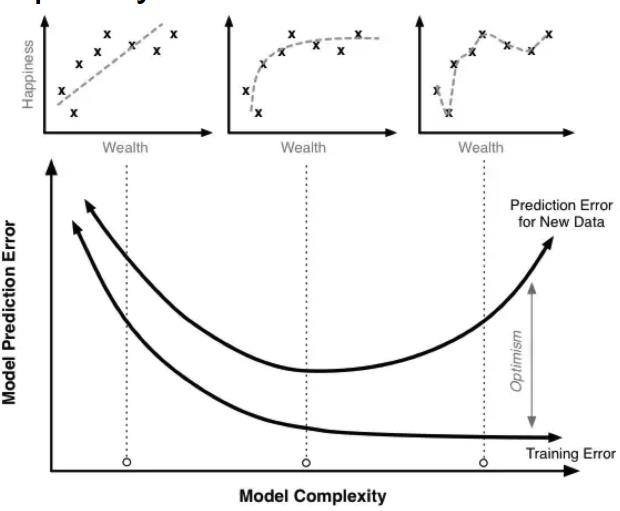 Happiness
Wealth
Wealth
Wealth
Prediction Error
for New Data
Model Prediction Error
Optimism
Training Error
Model Complexity